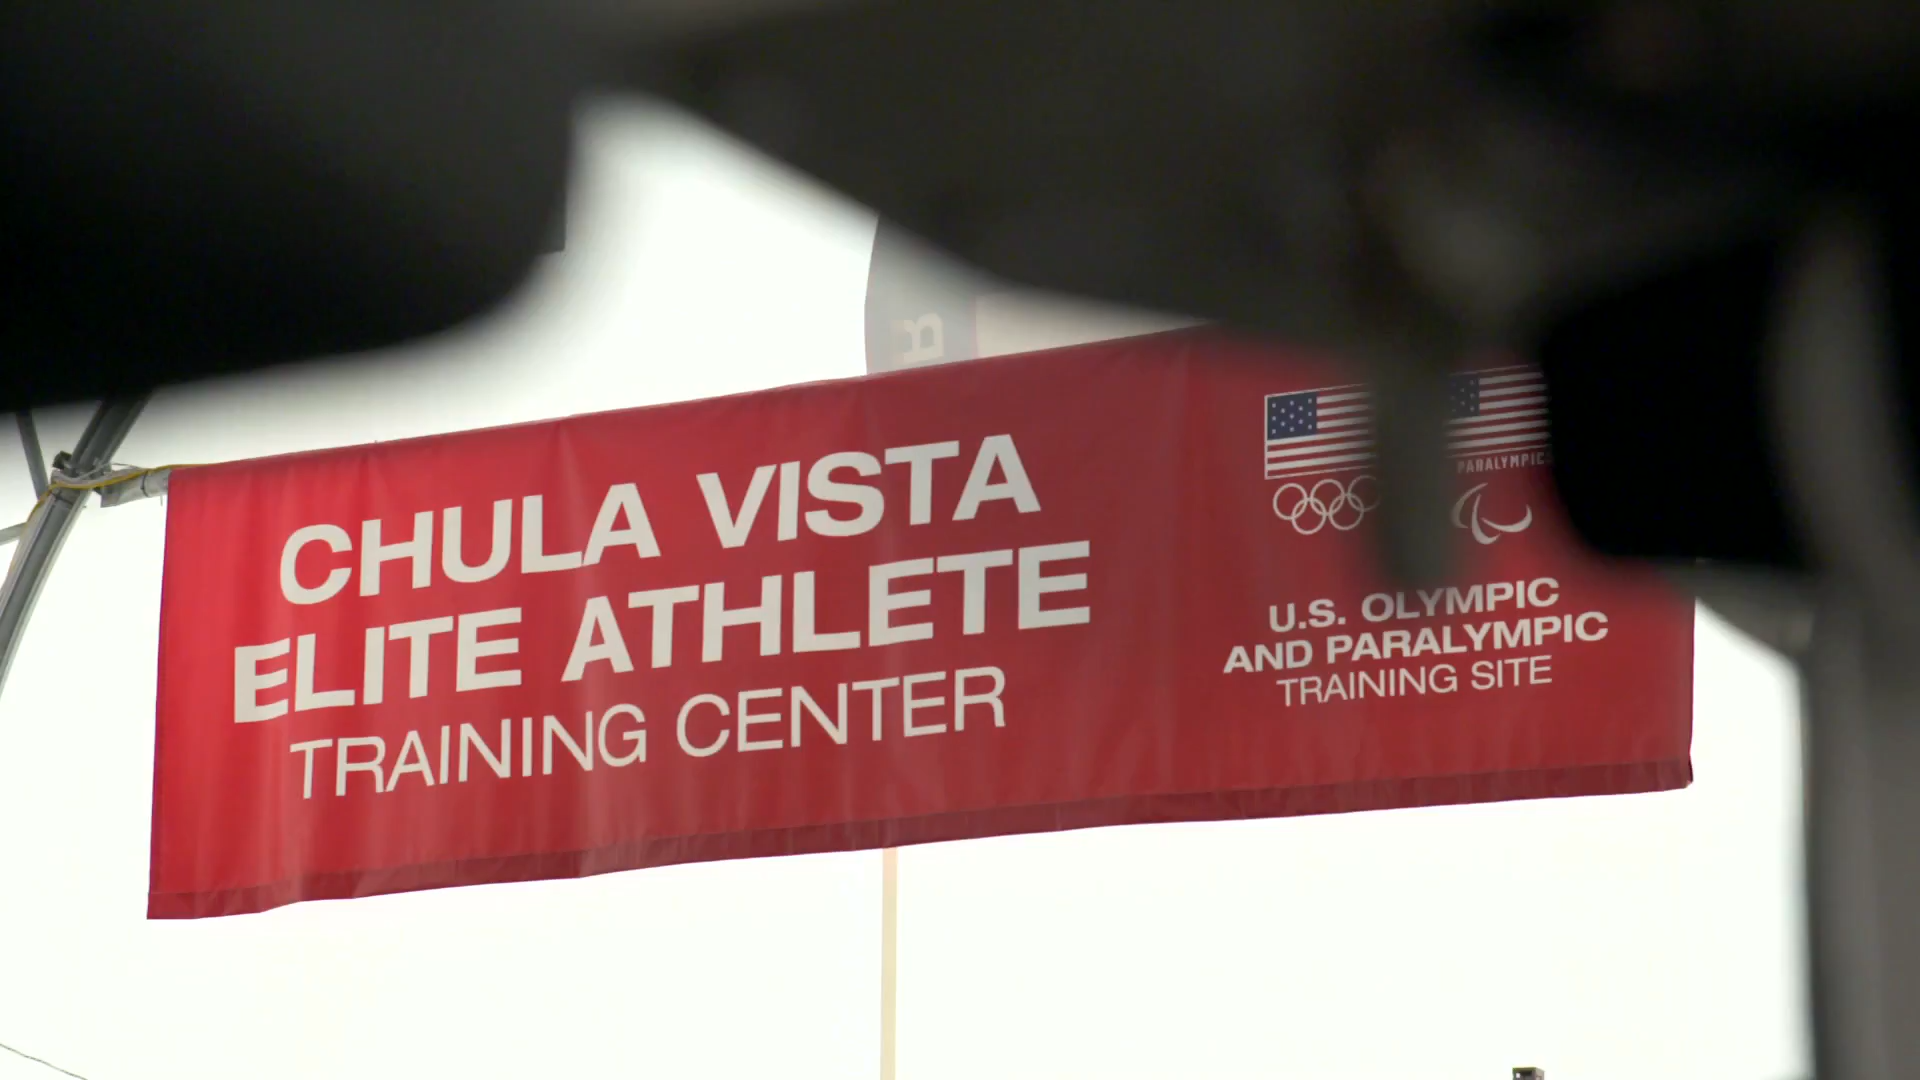 CHULA VISTA
ELITE ATHLETE
TRAINING CENTER
PARALYMPICS
U.S. OLYMPIC
AND PARALYMPIC
TRAINING SITE